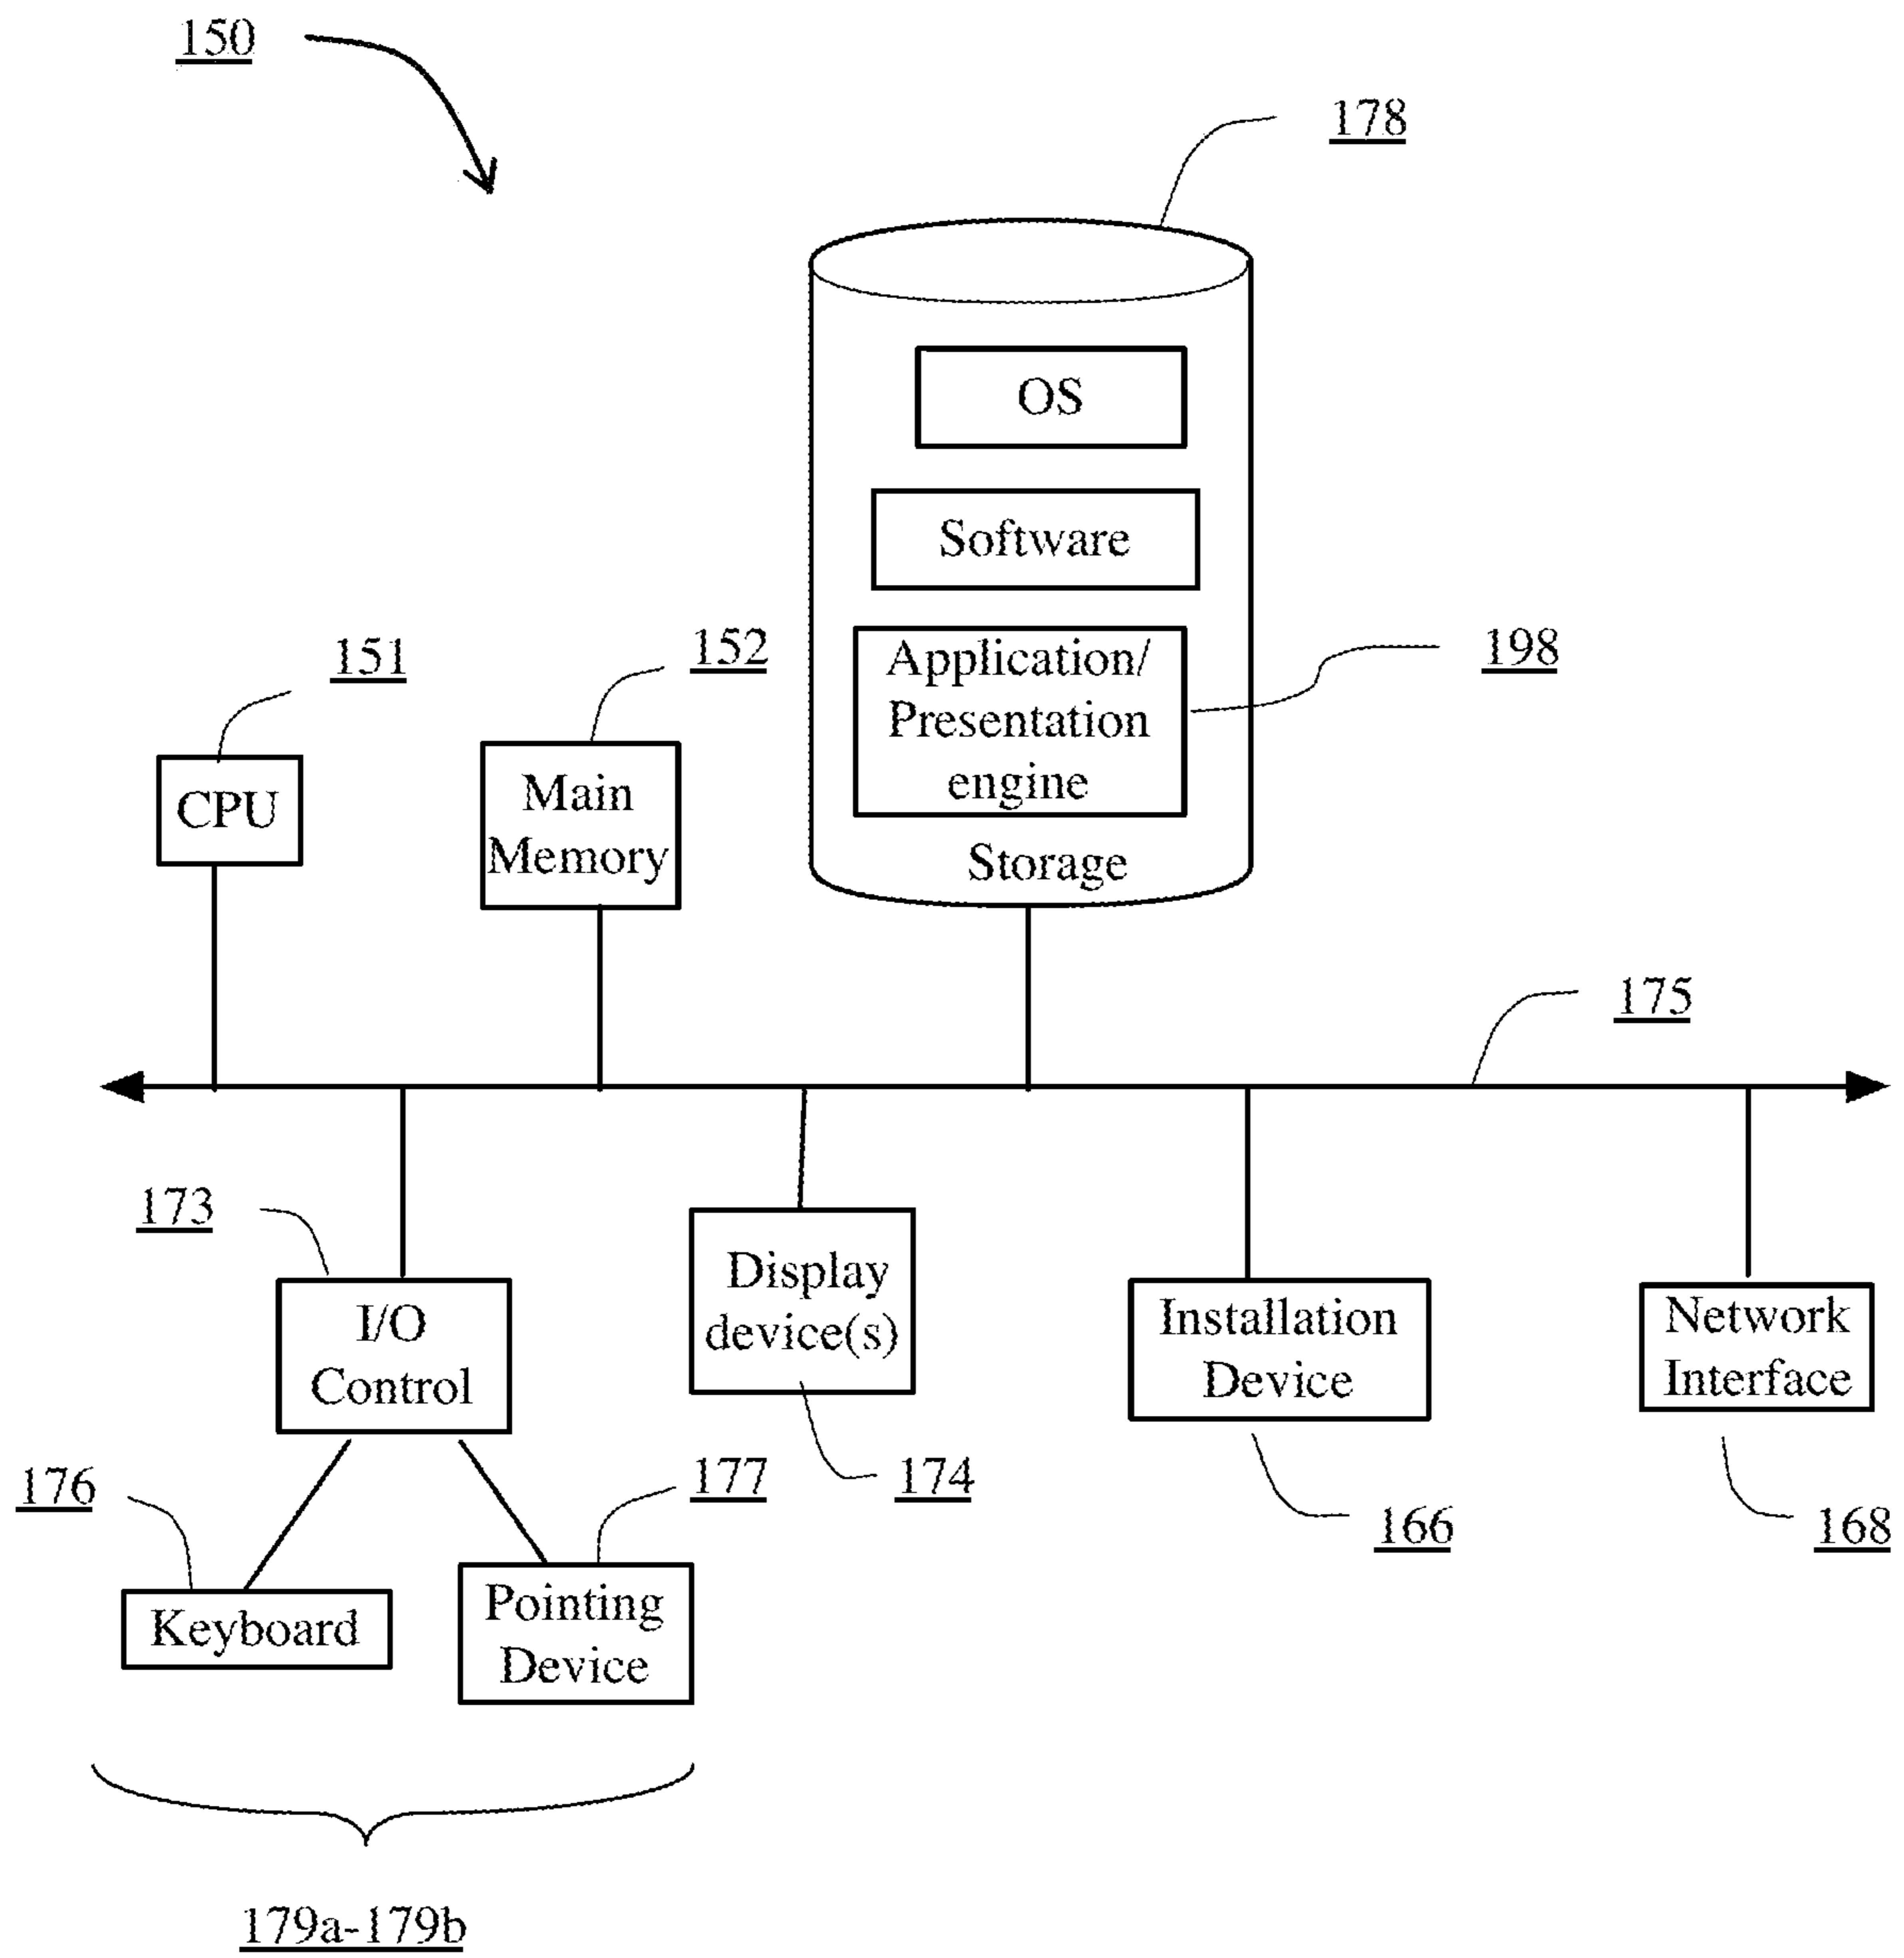 150
178
OS
Software
Application/
Presentation
engine
198
Storage
151
CPU
152
Main
Memory
175
173
I/O
Control
Display
device(s)
174
Installation
Device
166
Network
Interface
168
176
Keyboard
177
Pointing
Device
179a-179b